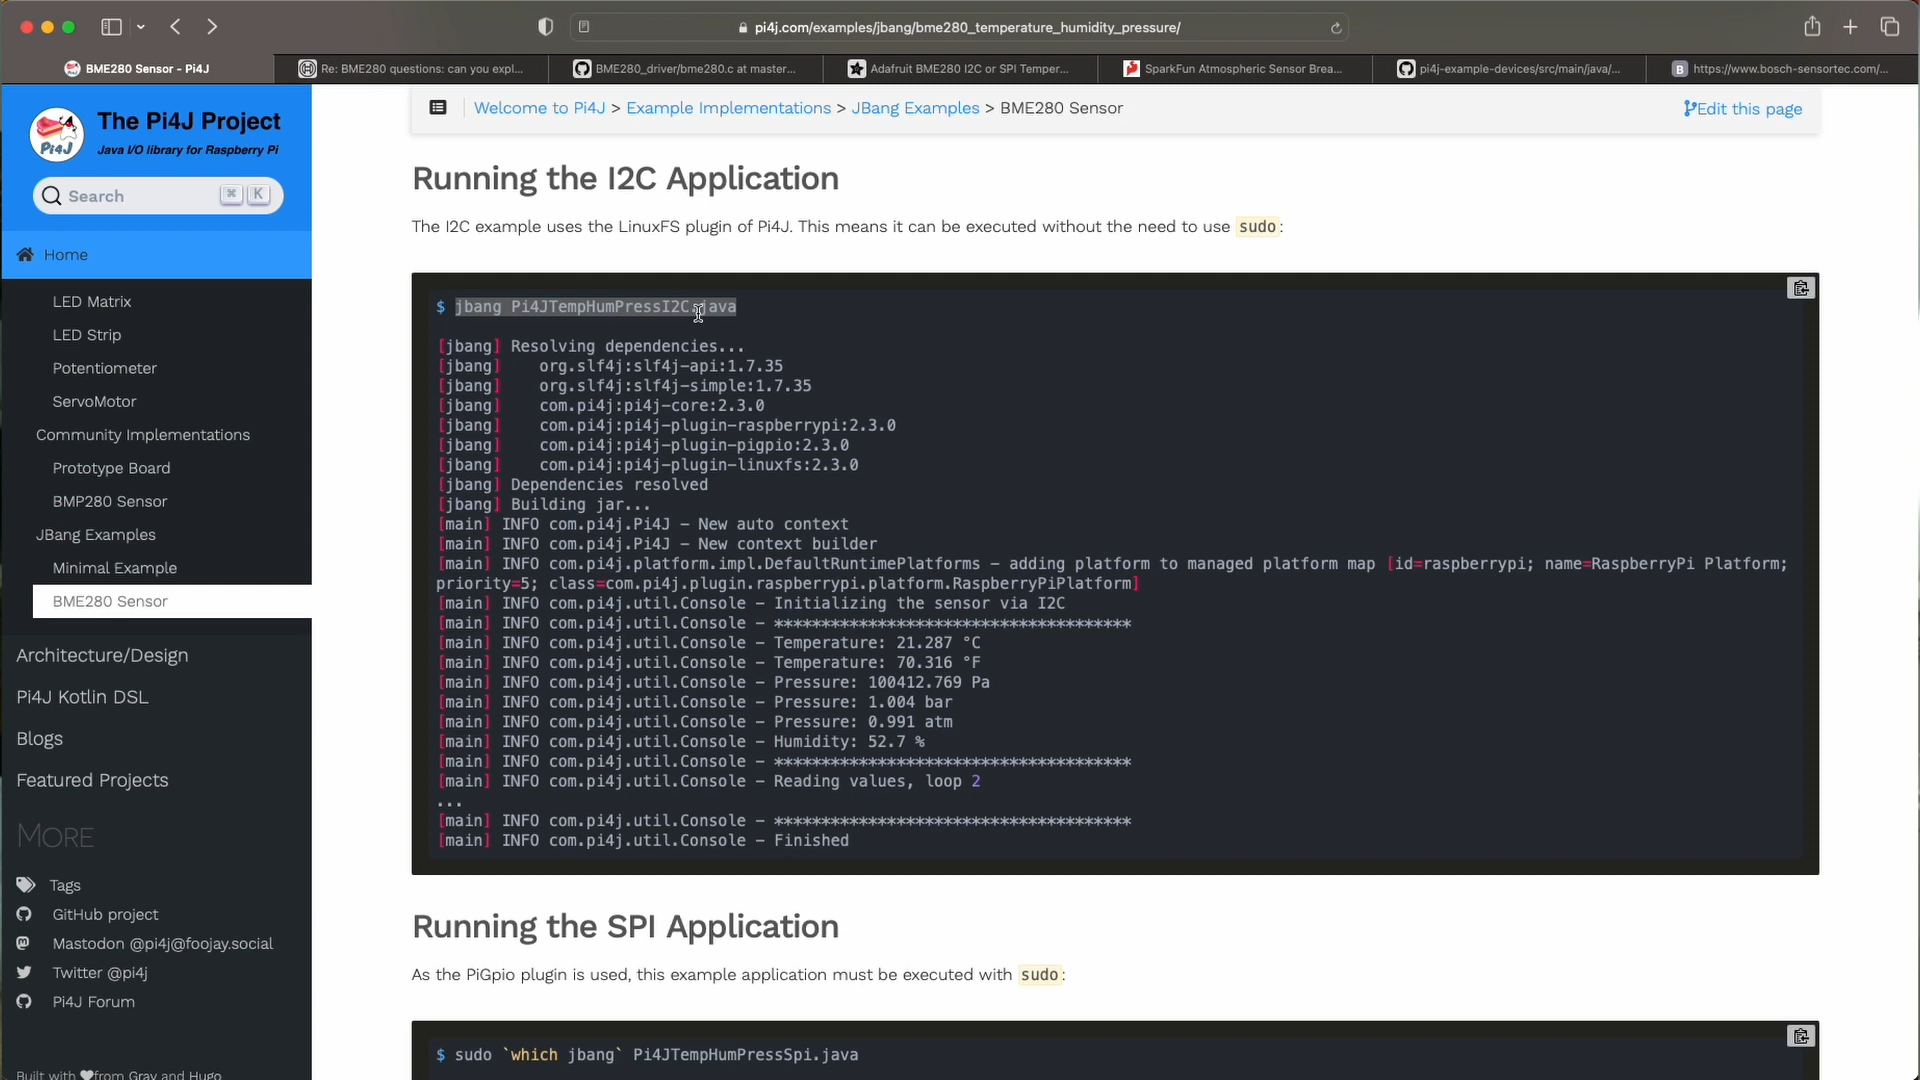 pi4j.com/examples/jbang/bme280_temperature_humidity_pressure/
BME280 Sensor - Pi4J
Re: BME280 questions: can you expl...
BME280_driver/bme280.c at master...
Adafruit BME280 I2C or SPI Temper...
SparkFun Atmospheric Sensor Brea...
pi4j-example-devices/src/main/java/...
B https://www.bosch-sensortec.com/...
Pi4J
The Pi4J Project
Java I/O library for Raspberry Pi
Search ⌘ K
Home
LED Matrix
LED Strip
Potentiometer
ServoMotor
Community Implementations
Prototype Board
BMP280 Sensor
JBang Examples
Minimal Example
BME280 Sensor
Architecture/Design
Pi4J Kotlin DSL
Blogs
Featured Projects
MORE
Tags
GitHub project
Mastodon @pi4j@foojay.social
Twitter @pi4j
Pi4J Forum
Built with ❤from Grav and Hugo
Welcome to Pi4J > Example Implementations > JBang Examples > BME280 Sensor
Edit this page
Running the I2C Application
The I2C example uses the LinuxFS plugin of Pi4J. This means it can be executed without the need to use sudo:
$ jbang Pi4JTempHumPressI2C.java
[jbang] Resolving dependencies...
[jbang] org.slf4j:slf4j-api:1.7.35
[jbang] org.slf4j:slf4j-simple:1.7.35
[jbang] com.pi4j:pi4j-core:2.3.0
[jbang] com.pi4j:pi4j-plugin-raspberrypi:2.3.0
[jbang] com.pi4j:pi4j-plugin-pigpio:2.3.0
[jbang] com.pi4j:pi4j-plugin-linuxfs:2.3.0
[jbang] Dependencies resolved
[jbang] Building jar...
[main] INFO com.pi4j.Pi4J - New auto context
[main] INFO com.pi4j.Pi4J - New context builder
[main] INFO com.pi4j.platform.impl.DefaultRuntimePlatforms - adding platform to managed platform map [id=raspberrypi; name=RaspberryPi Platform;
priority=5; class=com.pi4j.plugin.raspberrypi.platform.RaspberryPiPlatform]
[main] INFO com.pi4j.util.Console - Initializing the sensor via I2C
[main] INFO com.pi4j.util.Console - **************************************
[main] INFO com.pi4j.util.Console - Temperature: 21.287 °C
[main] INFO com.pi4j.util.Console - Temperature: 70.316 °F
[main] INFO com.pi4j.util.Console - Pressure: 100412.769 Pa
[main] INFO com.pi4j.util.Console - Pressure: 1.004 bar
[main] INFO com.pi4j.util.Console - Pressure: 0.991 atm
[main] INFO com.pi4j.util.Console - Humidity: 52.7 %
[main] INFO com.pi4j.util.Console - **************************************
[main] INFO com.pi4j.util.Console - Reading values, loop 2
...
[main] INFO com.pi4j.util.Console - **************************************
[main] INFO com.pi4j.util.Console - Finished
Running the SPI Application
As the PiGpio plugin is used, this example application must be executed with sudo:
$ sudo `which jbang` Pi4JTempHumPressSpi.java